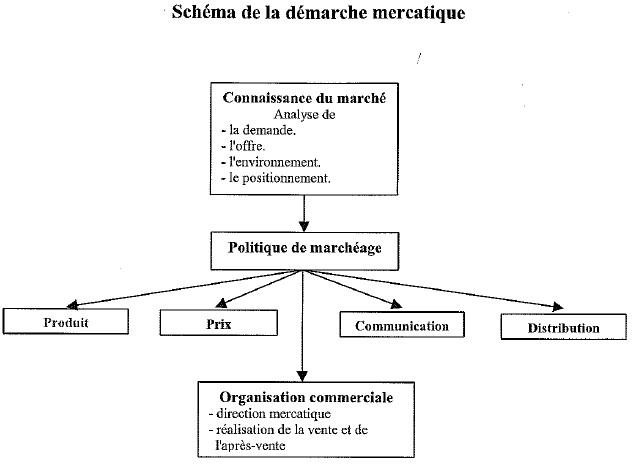 Schéma de la démarche mercatique
Connaissance du marché
Analyse de
- la demande.
- l'offre.
- l'environnement.
- le positionnement.
Politique de marchéage
Produit
Prix
Communication
Distribution
Organisation commerciale
- direction mercatique
- réalisation de la vente et de
l'après-vente